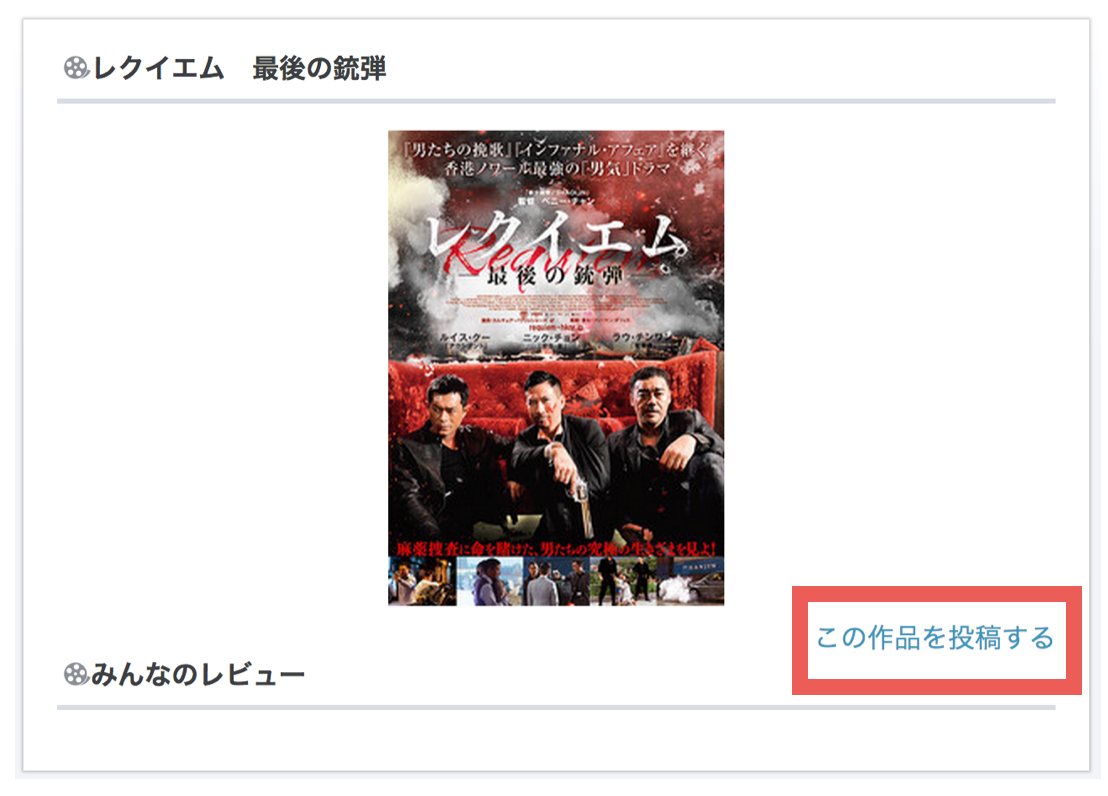 レクイエム 最後の銃弾
『男たちの挽歌』『インファナル・アフェア』を継ぐ
香港ノワール最強の「男気」ドラマ
監督 ベニー・チャン
レクイエム
Requiem
最後の銃弾
ルイス・クー ニック・チョン ラウ・チンワン
麻薬捜査に命を賭けた、男たちの究極の生きざまを見よ!
この作品を投稿する
みんなのレビュー